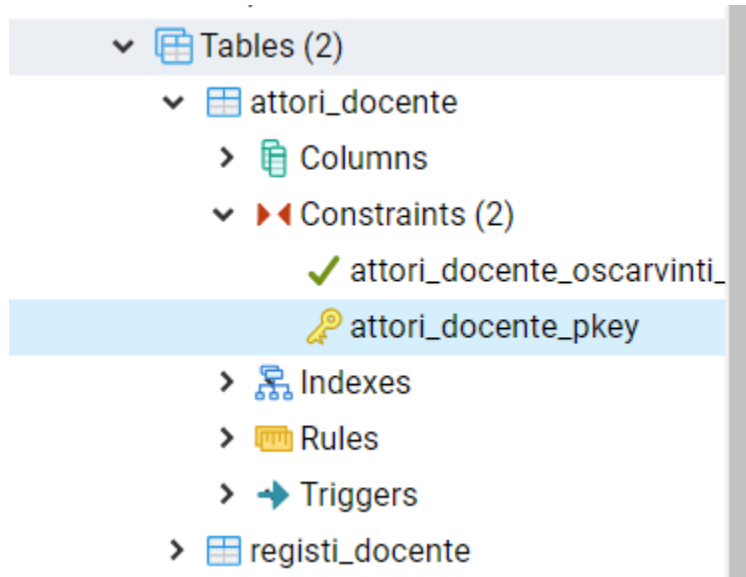 Tables (2)
attori_docente
Columns
Constraints (2)
attori_docente_oscarvinti_
attori_docente_pkey
Indexes
Rules
Triggers
registi_docente